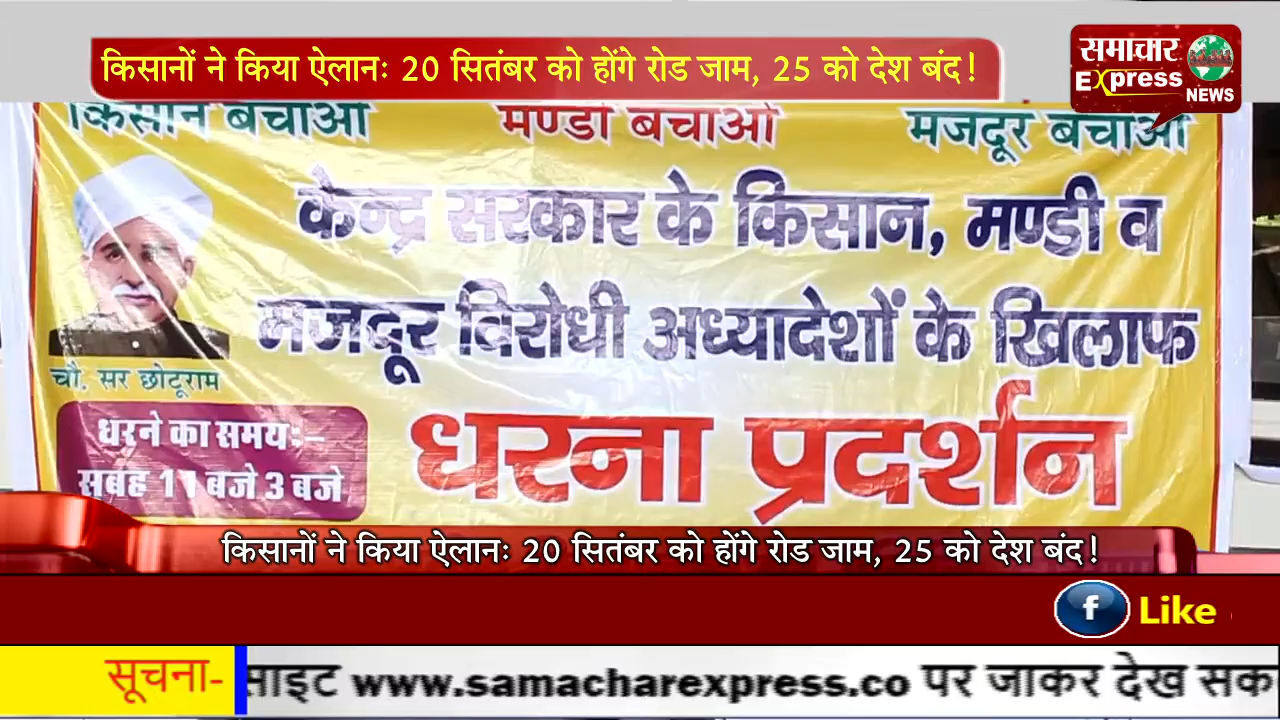 किसानों ने किया ऐलानः 20 सितंबर को होंगे रोड जाम, 25 को देश बंद!
समाचार
Express
NEWS
किसान बचाओ मण्डी बचाओ मजदूर बचाओ
केन्द्र सरकार के किसान, मण्डी व
मजदूर विरोधी अध्यादेशों के खिलाफ
चौ. सर छोटूराम
धरने का समय:-
सुबह 11 बजे 3 बजे
धरना प्रदर्शन
किसानों ने किया ऐलानः 20 सितंबर को होंगे रोड जाम, 25 को देश बंद!
f Like
सूचना- साइट www.samacharexpress.co पर जाकर देख सक